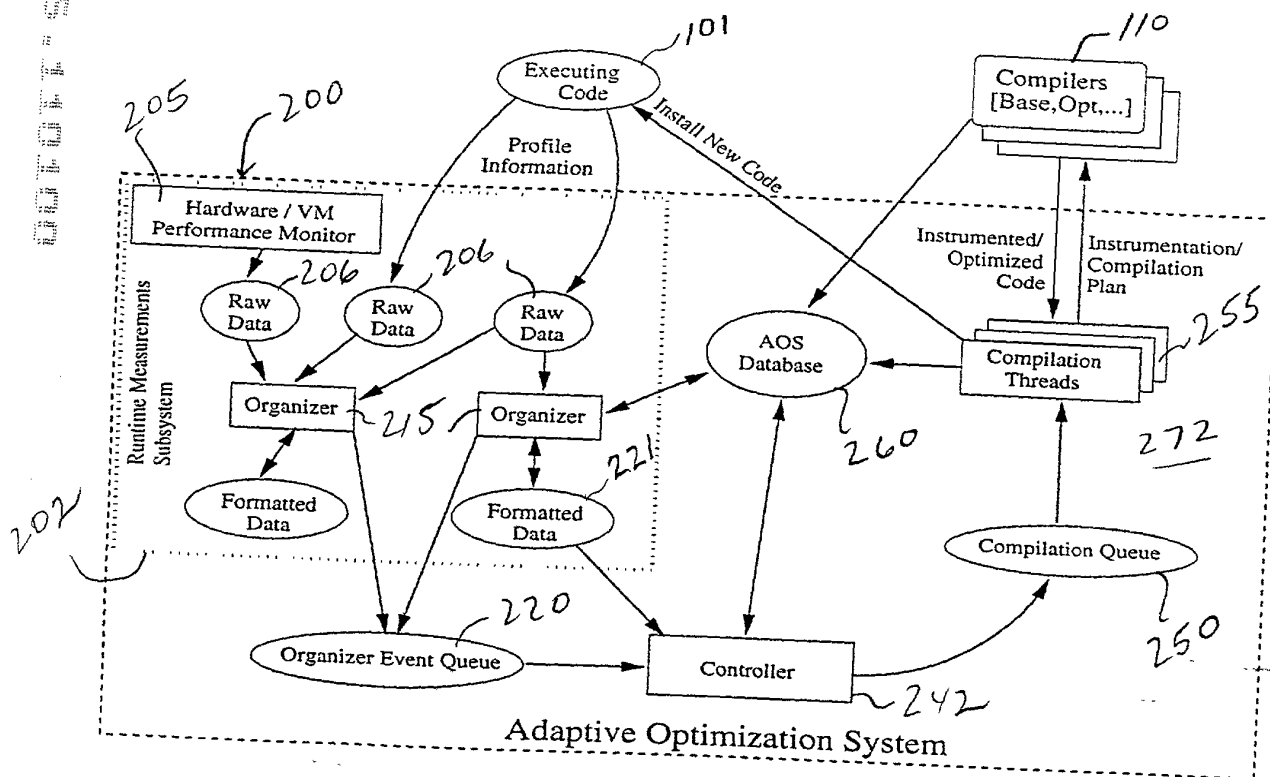 101
110
Executing
Code
Compilers
[Base,Opt,...]
205
200
Install New Code
Profile
Information
Hardware / VM
Performance Monitor
Instrumented/
Optimized
Code
Instrumentation/
Compilation
Plan
206
206
Raw
Data
Raw
Data
Raw
Data
255
AOS
Database
Compilation
Threads
Runtime Measurements
Subsystem
Organizer
215
Organizer
260
272
221
Formatted
Data
Formatted
Data
202
Compilation Queue
220
250
Organizer Event Queue
Controller
242
Adaptive Optimization System